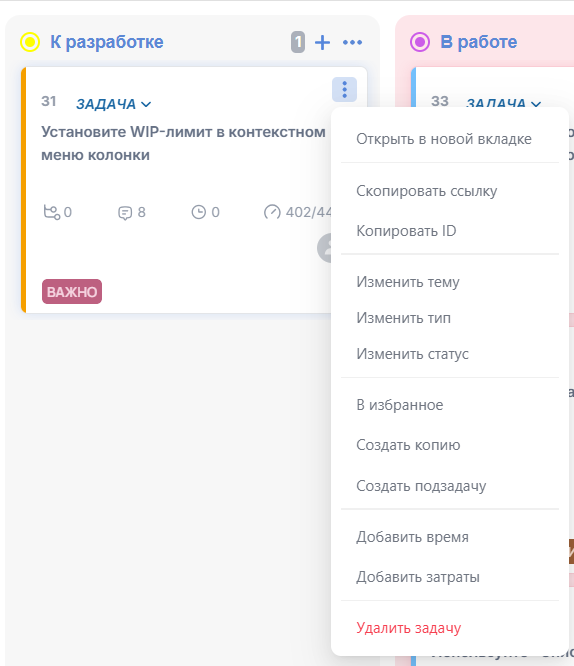 К разработке
1
В работе
31
ЗАДАЧА
33
ЗАДАЧА
Установите WIP-лимит в контекстном
меню колонки
0
8
0
402/44
ВАЖНО
Открыть в новой вкладке
Скопировать ссылку
Копировать ID
Изменить тему
Изменить тип
Изменить статус
В избранное
Создать копию
Создать подзадачу
Добавить время
Добавить затраты
Удалить задачу